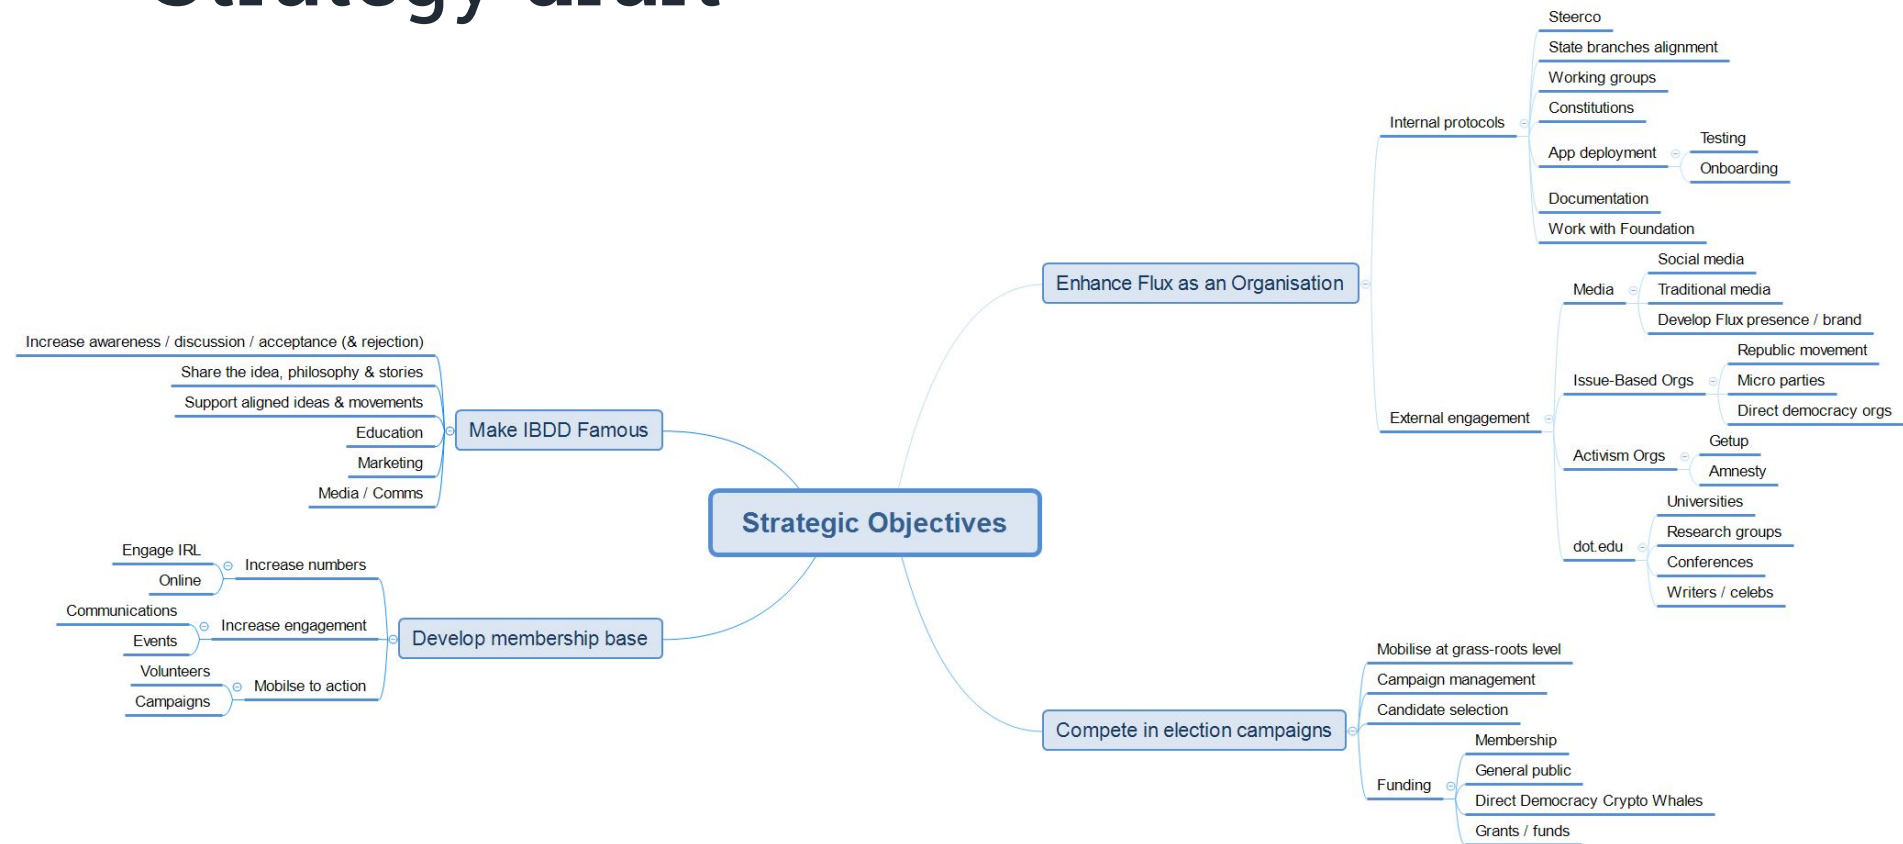 Strategy draft
Strategic Objectives
Enhance Flux as an Organisation
Internal protocols
Steerco
State branches alignment
Working groups
Constitutions
App deployment
Testing
Onboarding
Documentation
Work with Foundation
External engagement
Media
Social media
Traditional media
Develop Flux presence / brand
Issue-Based Orgs
Republic movement
Micro parties
Direct democracy orgs
Activism Orgs
Getup
Amnesty
dot.edu
Universities
Research groups
Conferences
Writers / celebs
Compete in election campaigns
Mobilise at grass-roots level
Campaign management
Candidate selection
Funding
Membership
General public
Direct Democracy Crypto Whales
Grants / funds
Make IBDD Famous
Increase awareness / discussion / acceptance (& rejection)
Share the idea, philosophy & stories
Support aligned ideas & movements
Education
Marketing
Media / Comms
Develop membership base
Increase numbers
Engage IRL
Online
Increase engagement
Communications
Events
Mobilse to action
Volunteers
Campaigns